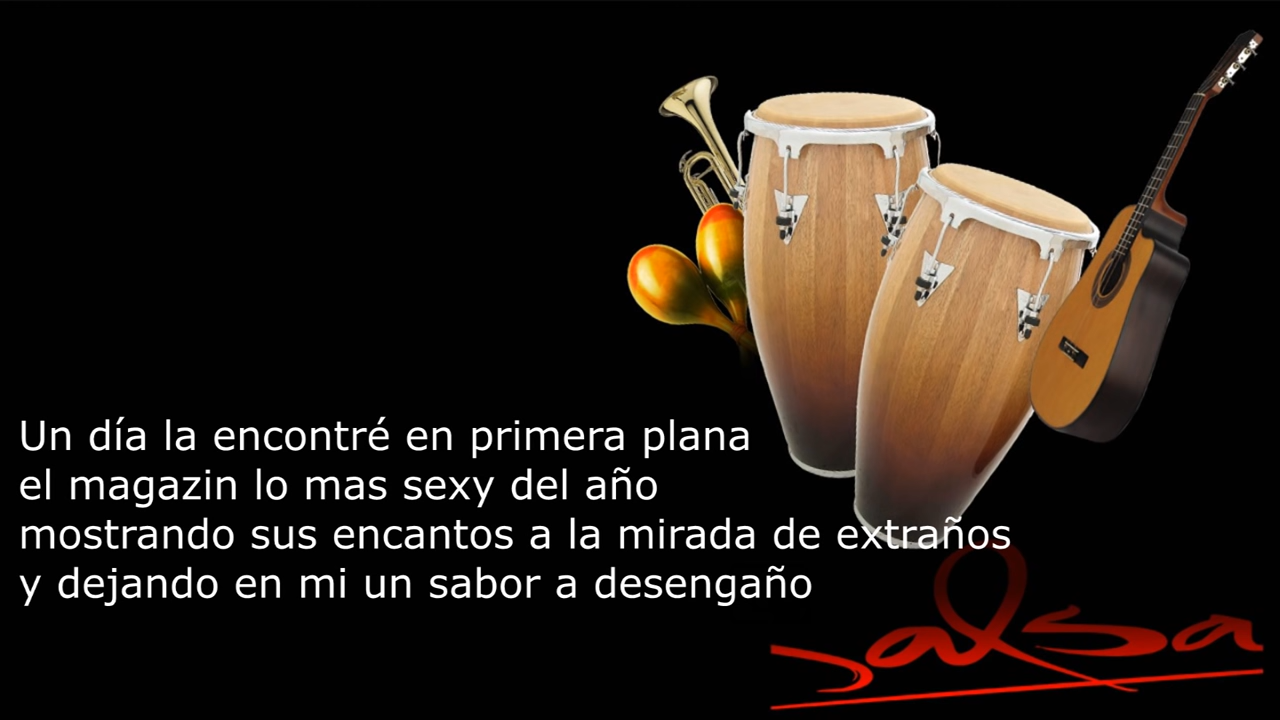 Un día la encontré en primera plana
el magazin lo mas sexy del año
mostrando sus encantos a la mirada de extraños
y dejando en mi un sabor a desengaño
salsa